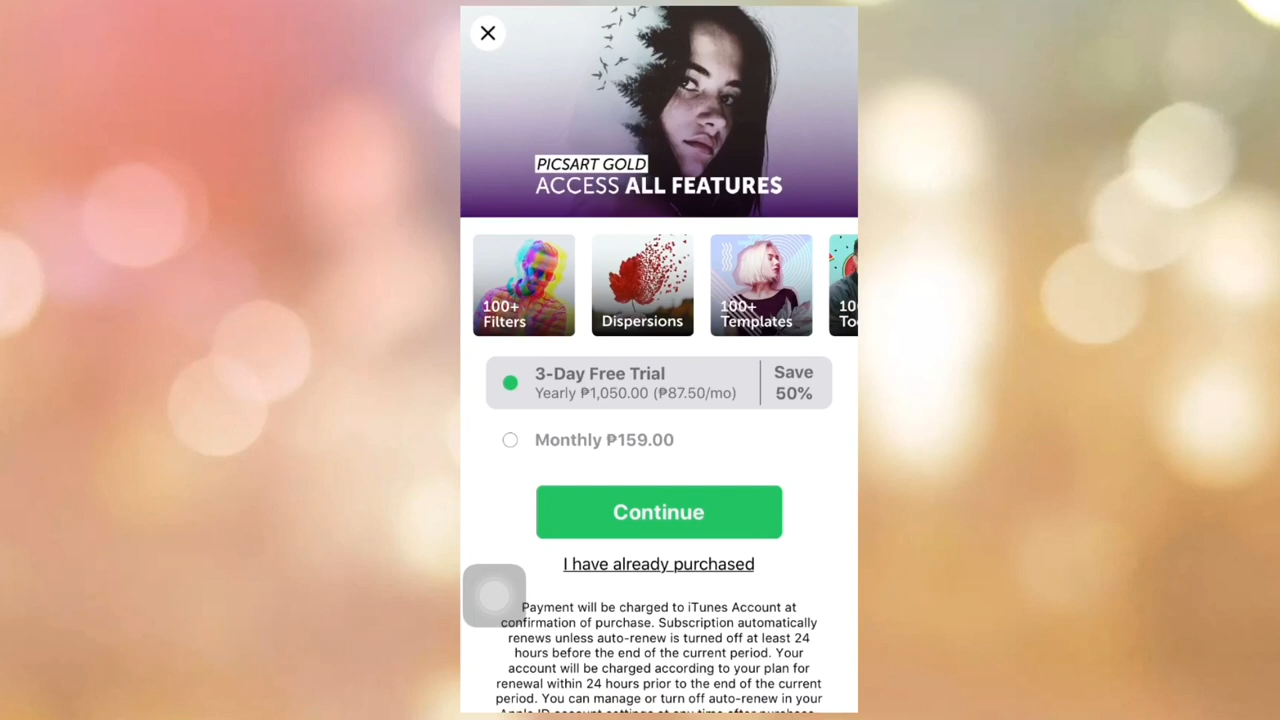 PICSART GOLD
ACCESS ALL FEATURES
100+
Filters
Dispersions
100+
Templates
3-Day Free Trial
Yearly ₱1,050.00 (₱87.50/mo)
Save
50%
Monthly ₱159.00
Continue
I have already purchased
Payment will be charged to iTunes Account at
confirmation of purchase. Subscription automatically
renews unless auto-renew is turned off at least 24
hours before the end of the current period. Your
account will be charged according to your plan for
renewal within 24 hours prior to the end of the current
period. You can manage or turn off auto-renew in your